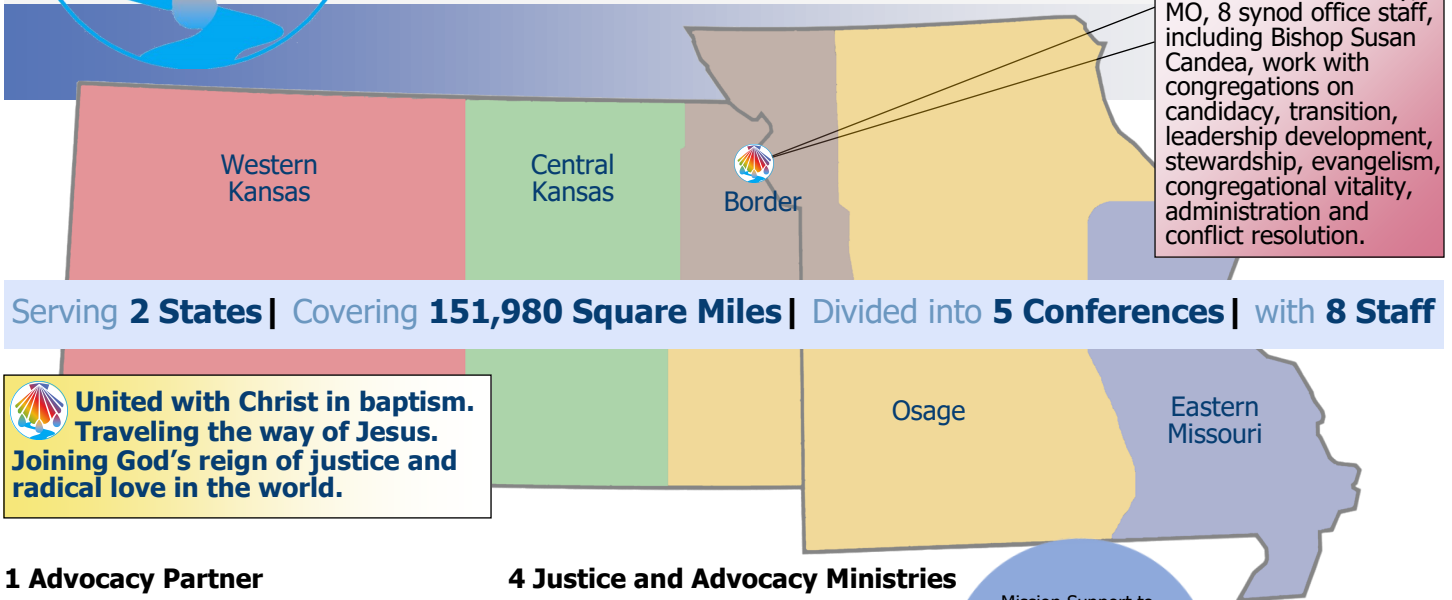 MO, 8 synod office staff,
including Bishop Susan
Candea, work with
congregations on
candidacy, transition,
leadership development,
stewardship, evangelism,
congregational vitality,
administration and
conflict resolution.
Western
Kansas
Central
Kansas
Border
Serving 2 States | Covering 151,980 Square Miles | Divided into 5 Conferences | with 8 Staff
United with Christ in baptism.
Traveling the way of Jesus.
Joining God's reign of justice and
radical love in the world.
Osage
Eastern
Missouri
1 Advocacy Partner
4 Justice and Advocacy Ministries
Mission Support to